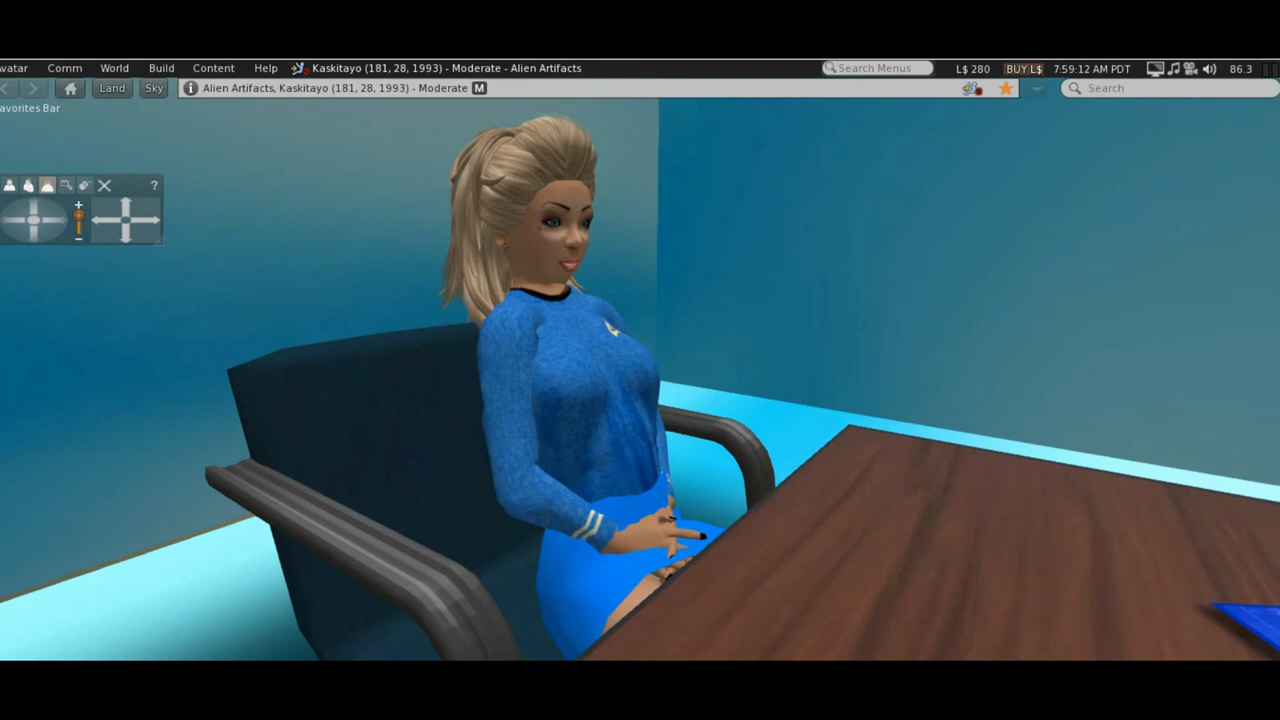 avatar Comm World Build Content Help Kaskitayo (181, 28, 1993) - Moderate - Alien Artifacts Search Menus L$ 280 BUY L$ 7:59:12 AM PDT 86.3
Land Sky Alien Artifacts, Kaskitayo (181, 28, 1993) - Moderate M Search
avorites Bar
?